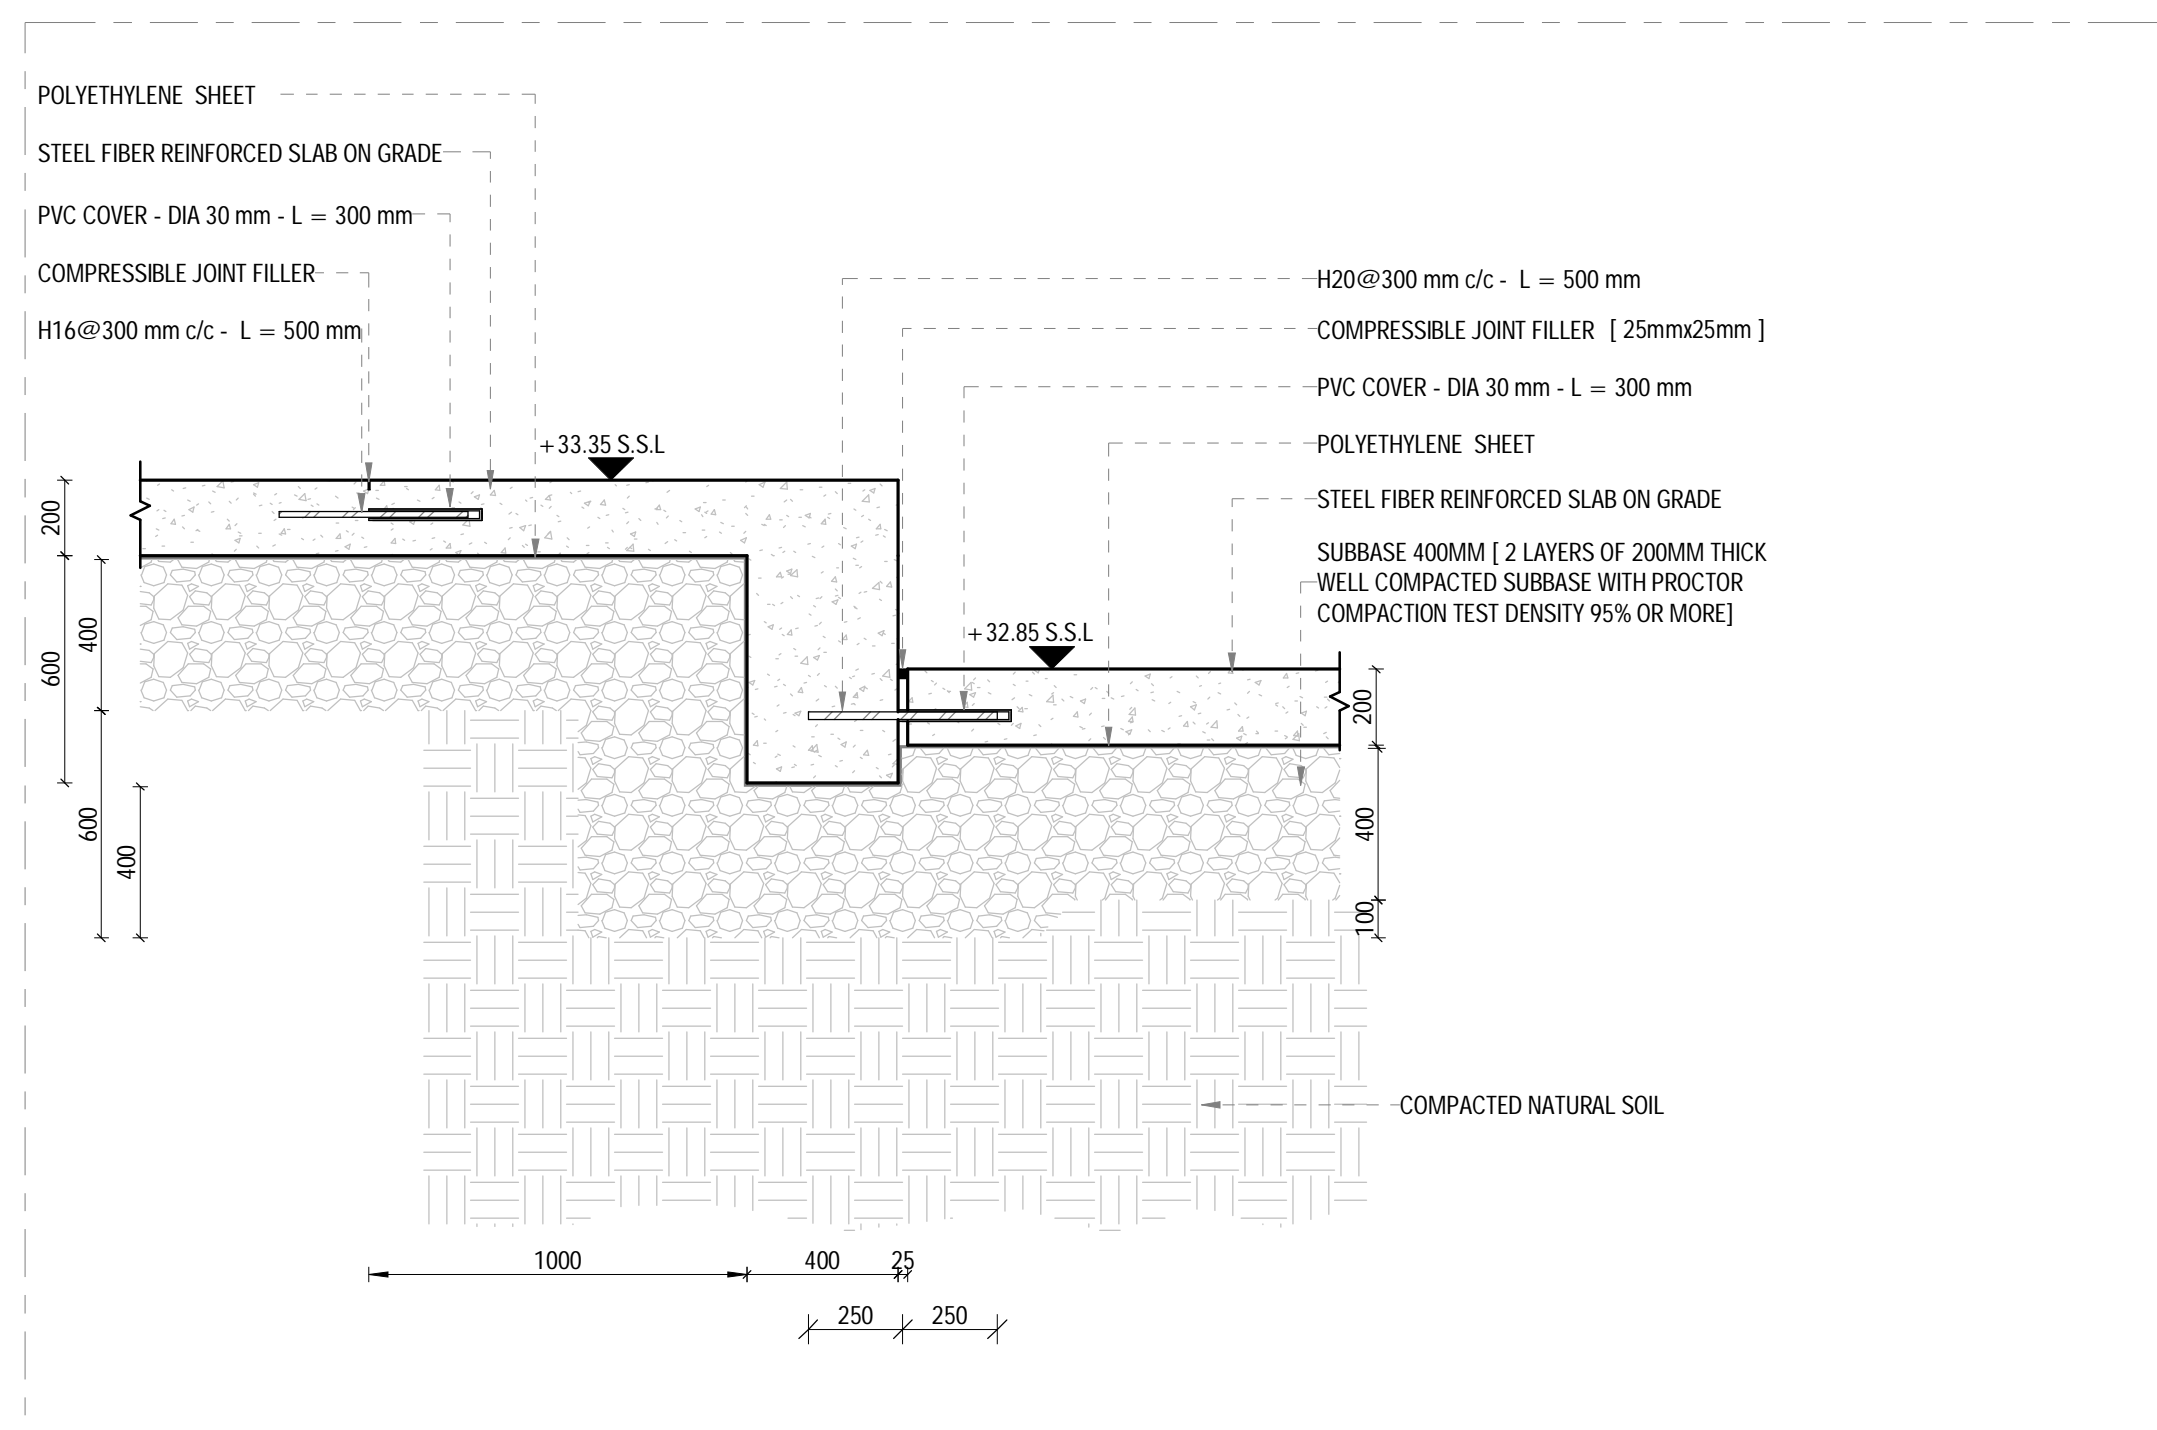 POLYETHYLENE SHEET
STEEL FIBER REINFORCED SLAB ON GRADE
PVC COVER - DIA 30 mm - L = 300 mm
COMPRESSIBLE JOINT FILLER
H16@300 mm c/c - L = 500 mm
H20@300 mm c/c - L = 500 mm
COMPRESSIBLE JOINT FILLER [ 25mmx25mm ]
PVC COVER - DIA 30 mm - L = 300 mm
POLYETHYLENE SHEET
STEEL FIBER REINFORCED SLAB ON GRADE
SUBBASE 400MM [ 2 LAYERS OF 200MM THICK
WELL COMPACTED SUBBASE WITH PROCTOR
COMPACTION TEST DENSITY 95% OR MORE]
+33.35 S.S.L
+32.85 S.S.L
200
400
600
600
400
200
400
100
COMPACTED NATURAL SOIL
1000
400
25
250
250